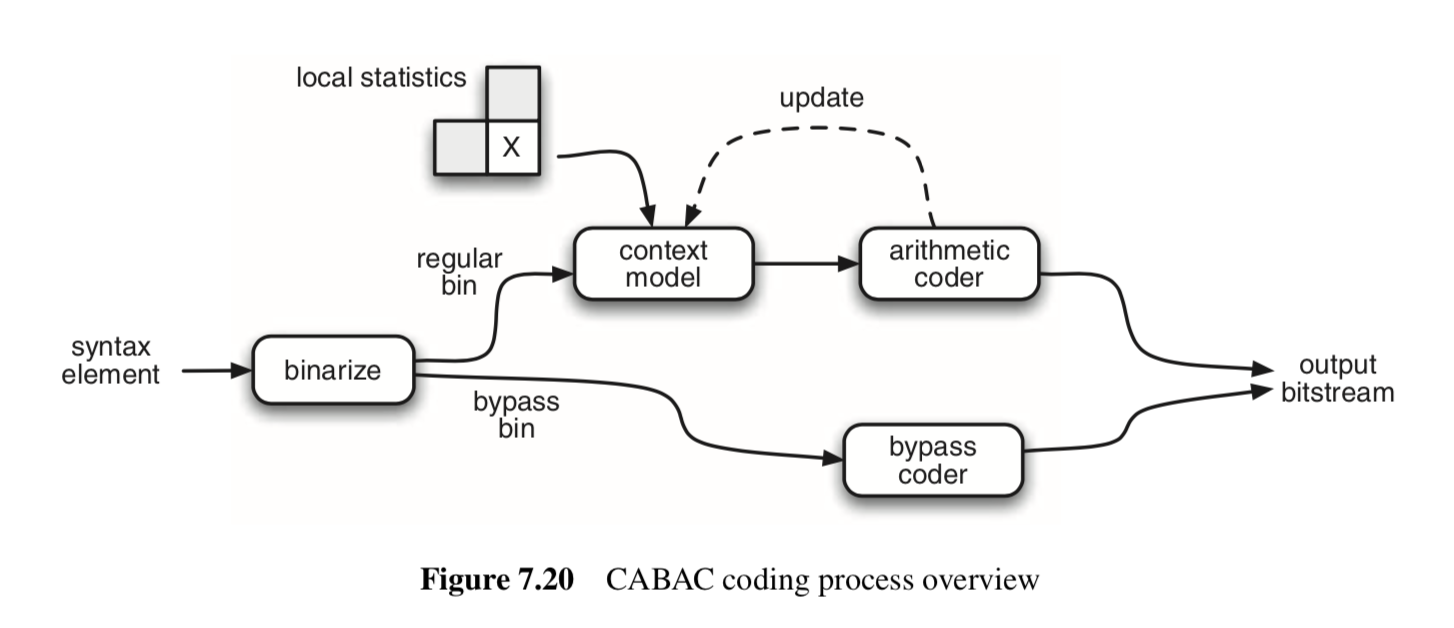 local statistics
X
update
context
model
arithmetic
coder
regular
bin
syntax
element
binarize
output
bitstream
bypass
bin
bypass
coder
Figure 7.20 CABAC coding process overview